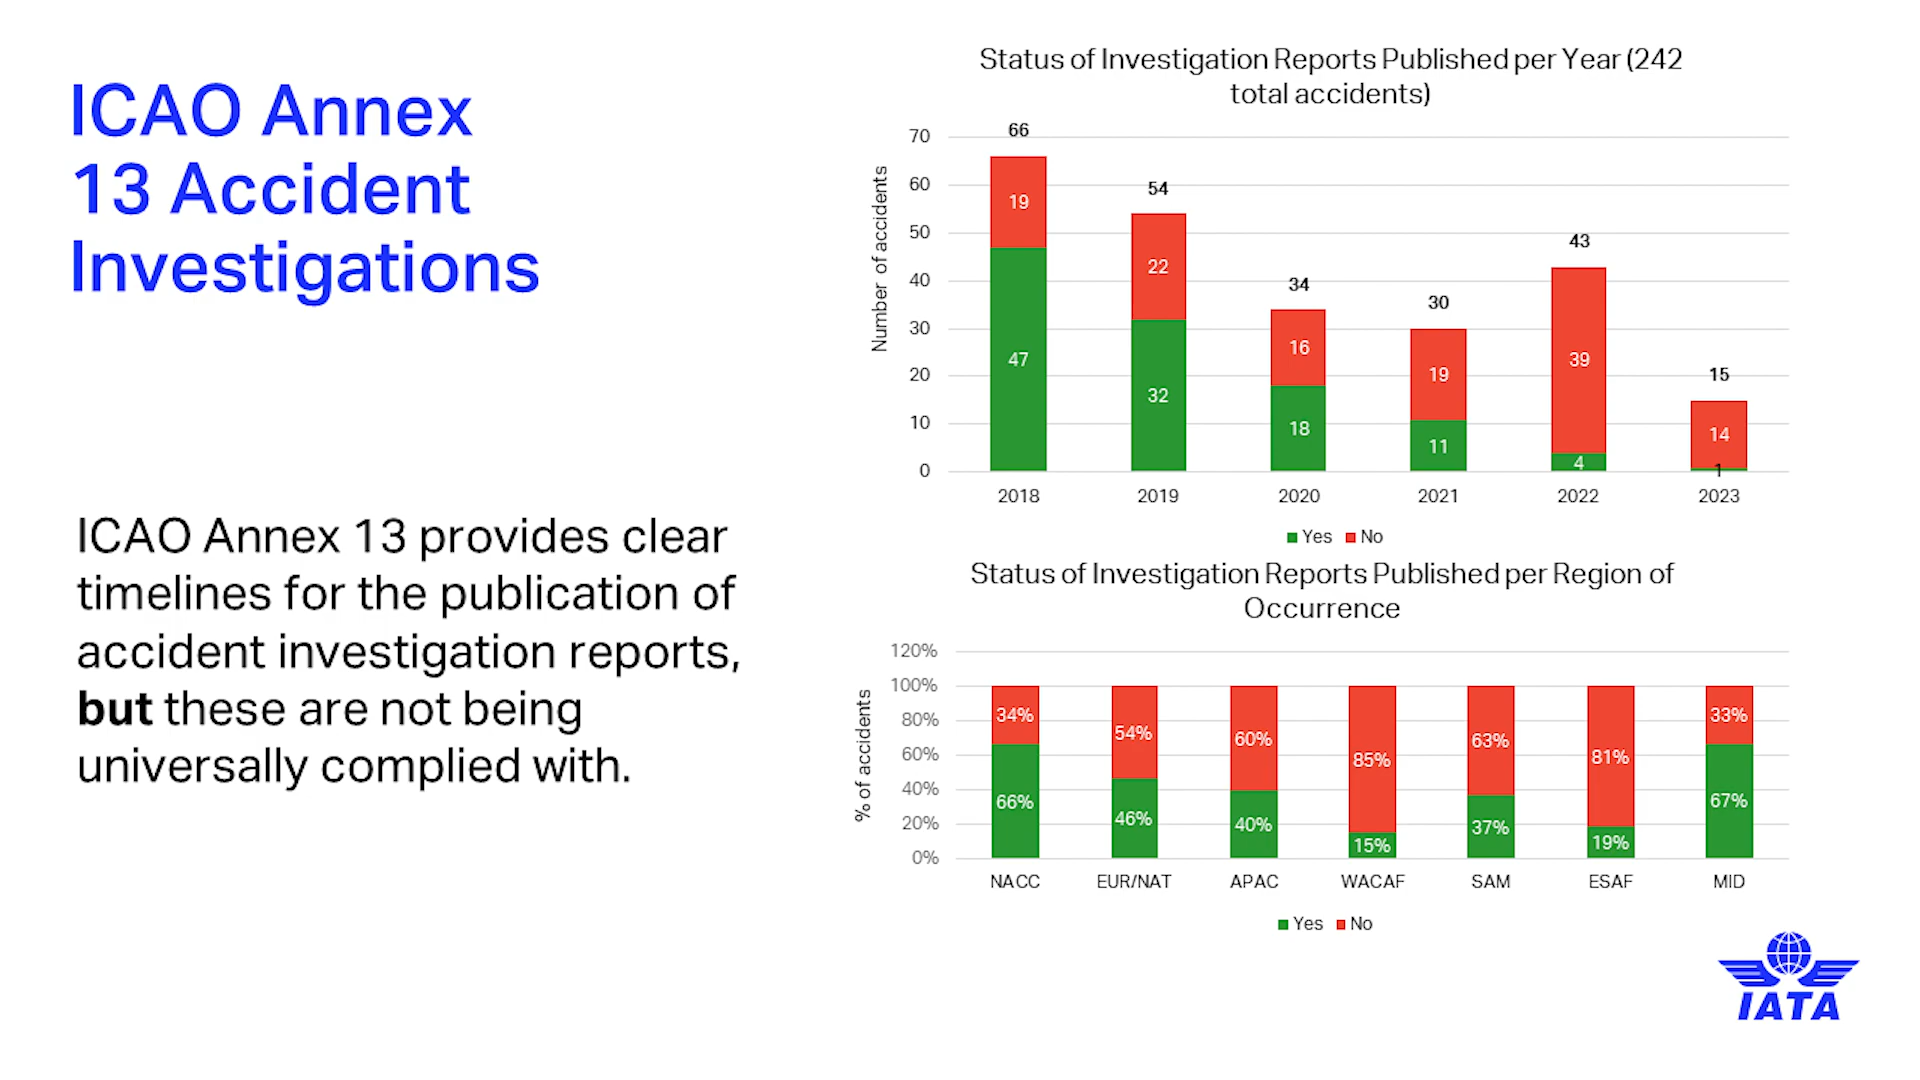 ICAO Annex
13 Accident
Investigations
ICAO Annex 13 provides clear
timelines for the publication of
accident investigation reports,
but these are not being
universally complied with.
Status of Investigation Reports Published per Year (242
total accidents)
Number of accidents
70
60
50
40
30
20
10
0
66
19
47
54
22
32
34
16
18
30
19
11
43
39
4
15
14
1
2018 2019 2020 2021 2022 2023
Yes No
Status of Investigation Reports Published per Region of
Occurrence
% of accidents
120%
100%
80%
60%
40%
20%
0%
34%
66%
54%
46%
60%
40%
85%
15%
63%
37%
81%
19%
33%
67%
NACC EUR/NAT APAC WACAF SAM ESAF MID
Yes No
IATA